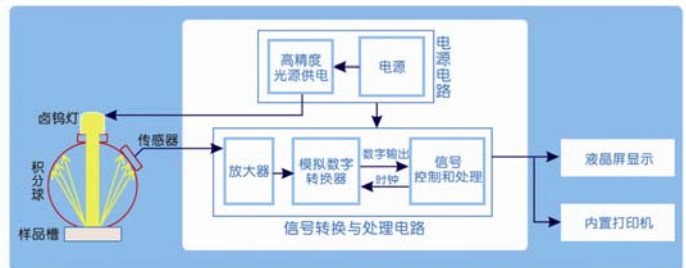 高精度
光源供电
电源
电源电路
卤钨灯
传感器
积分球
样品槽
放大器
模拟数字
转换器
数字输出
时钟
信号
控制和处理
信号转换与处理电路
液晶屏显示
内置打印机